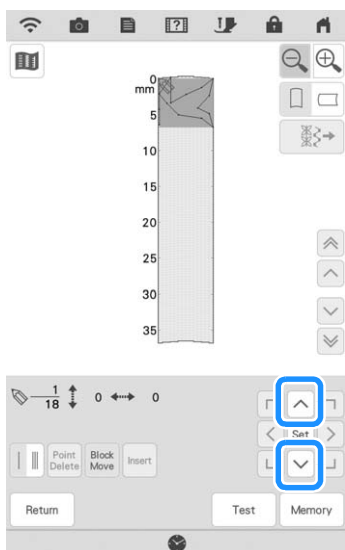 ?
0
mm
5
10
15
20
25
30
35
1
18 0 0
Set
Point
Delete
Block
Move
Insert
Return Test Memory